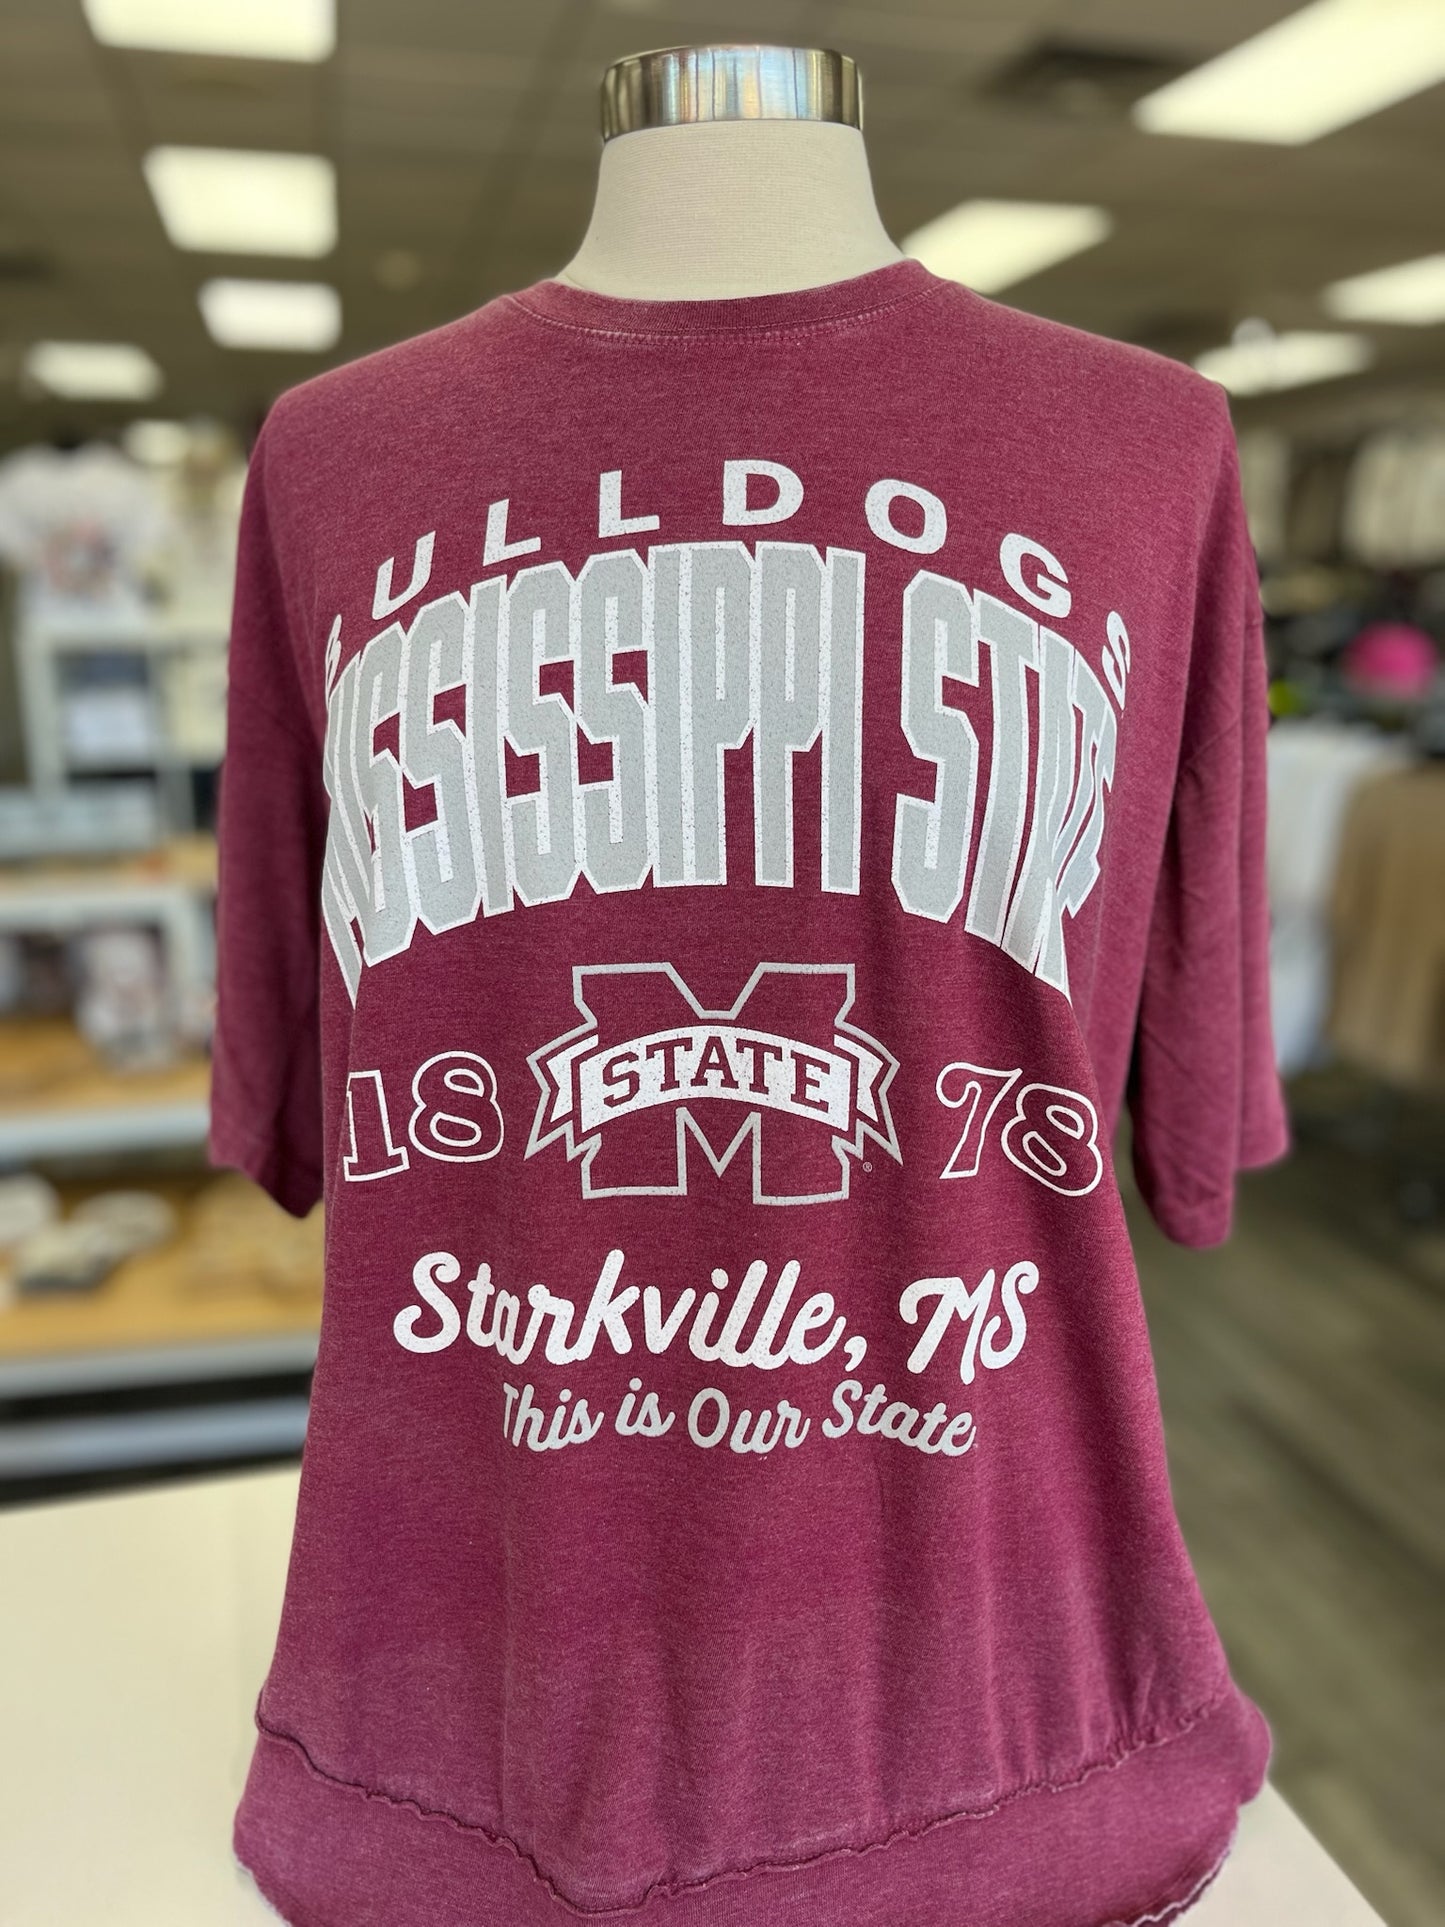 BULLDOGS
MISSISSIPPI STATE
18 STATE 78
®
Starkville, MS
This is Our State